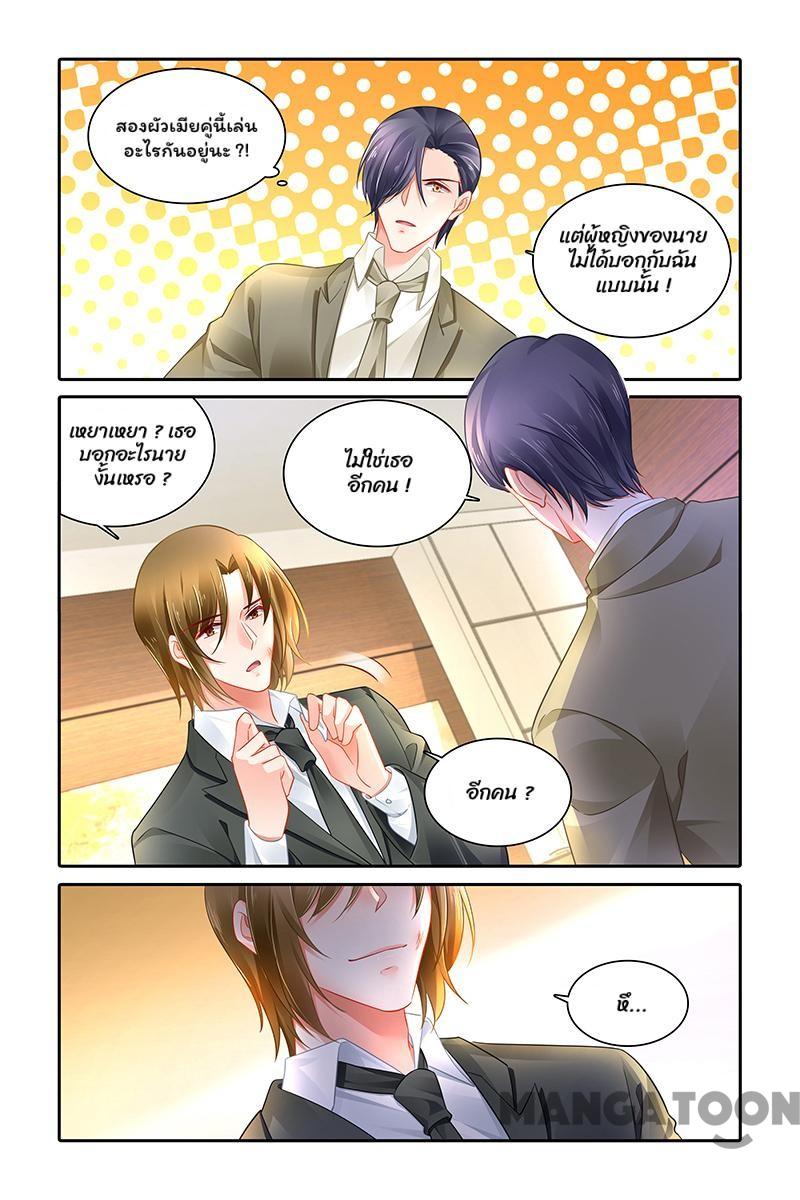 สองผัวเมียคู่นี้เล่น
อะไรกันอยู่นะ ?!
แต่ผู้หญิงของนาย
ไม่ได้บอกกับฉัน
แบบนั้น !
เหยาเหยา ? เธอ
บอกอะไรนาย
งั้นเหรอ ?
ไม่ใช่เธอ
อีกคน !
อีกคน ?
หึ...
MANGATOON